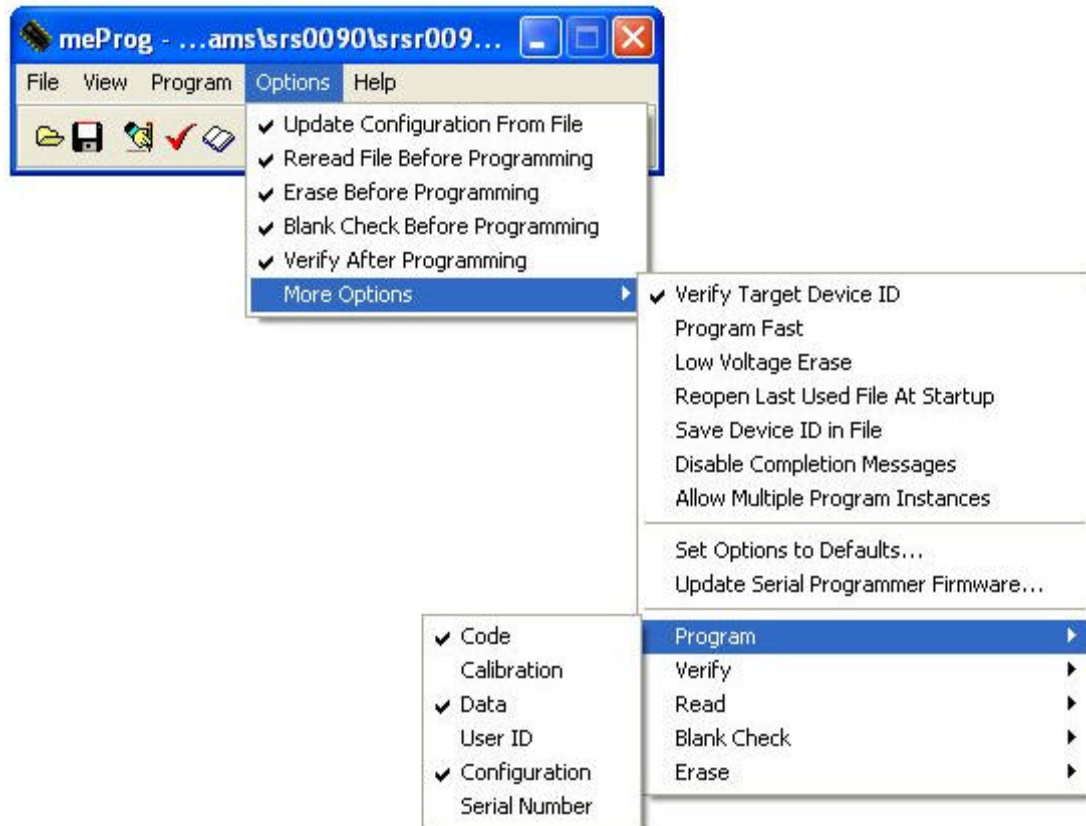 meProg - ...ams\srs0090\srsr009...
File View Program Options Help
Update Configuration From File
Reread File Before Programming
Erase Before Programming
Blank Check Before Programming
Verify After Programming
More Options
Verify Target Device ID
Program Fast
Low Voltage Erase
Reopen Last Used File At Startup
Save Device ID in File
Disable Completion Messages
Allow Multiple Program Instances
Set Options to Defaults...
Update Serial Programmer Firmware...
Program
Verify
Read
Blank Check
Erase
Code
Calibration
Data
User ID
Configuration
Serial Number